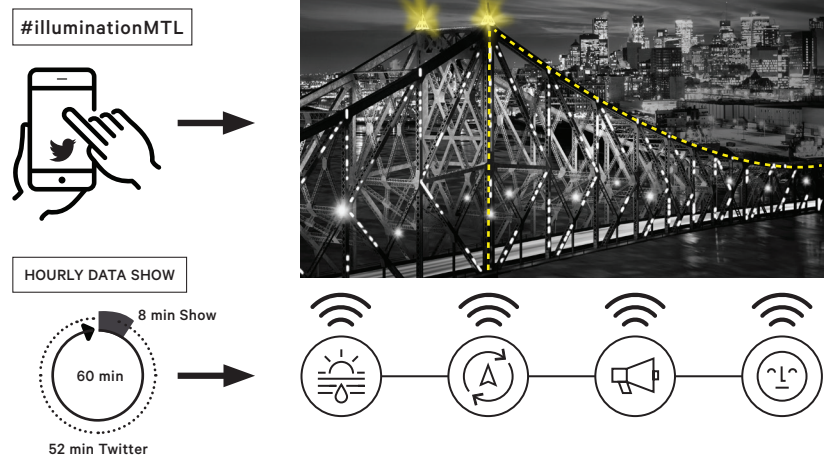 #illuminationMTL
HOURLY DATA SHOW
8 min Show
60 min
52 min Twitter